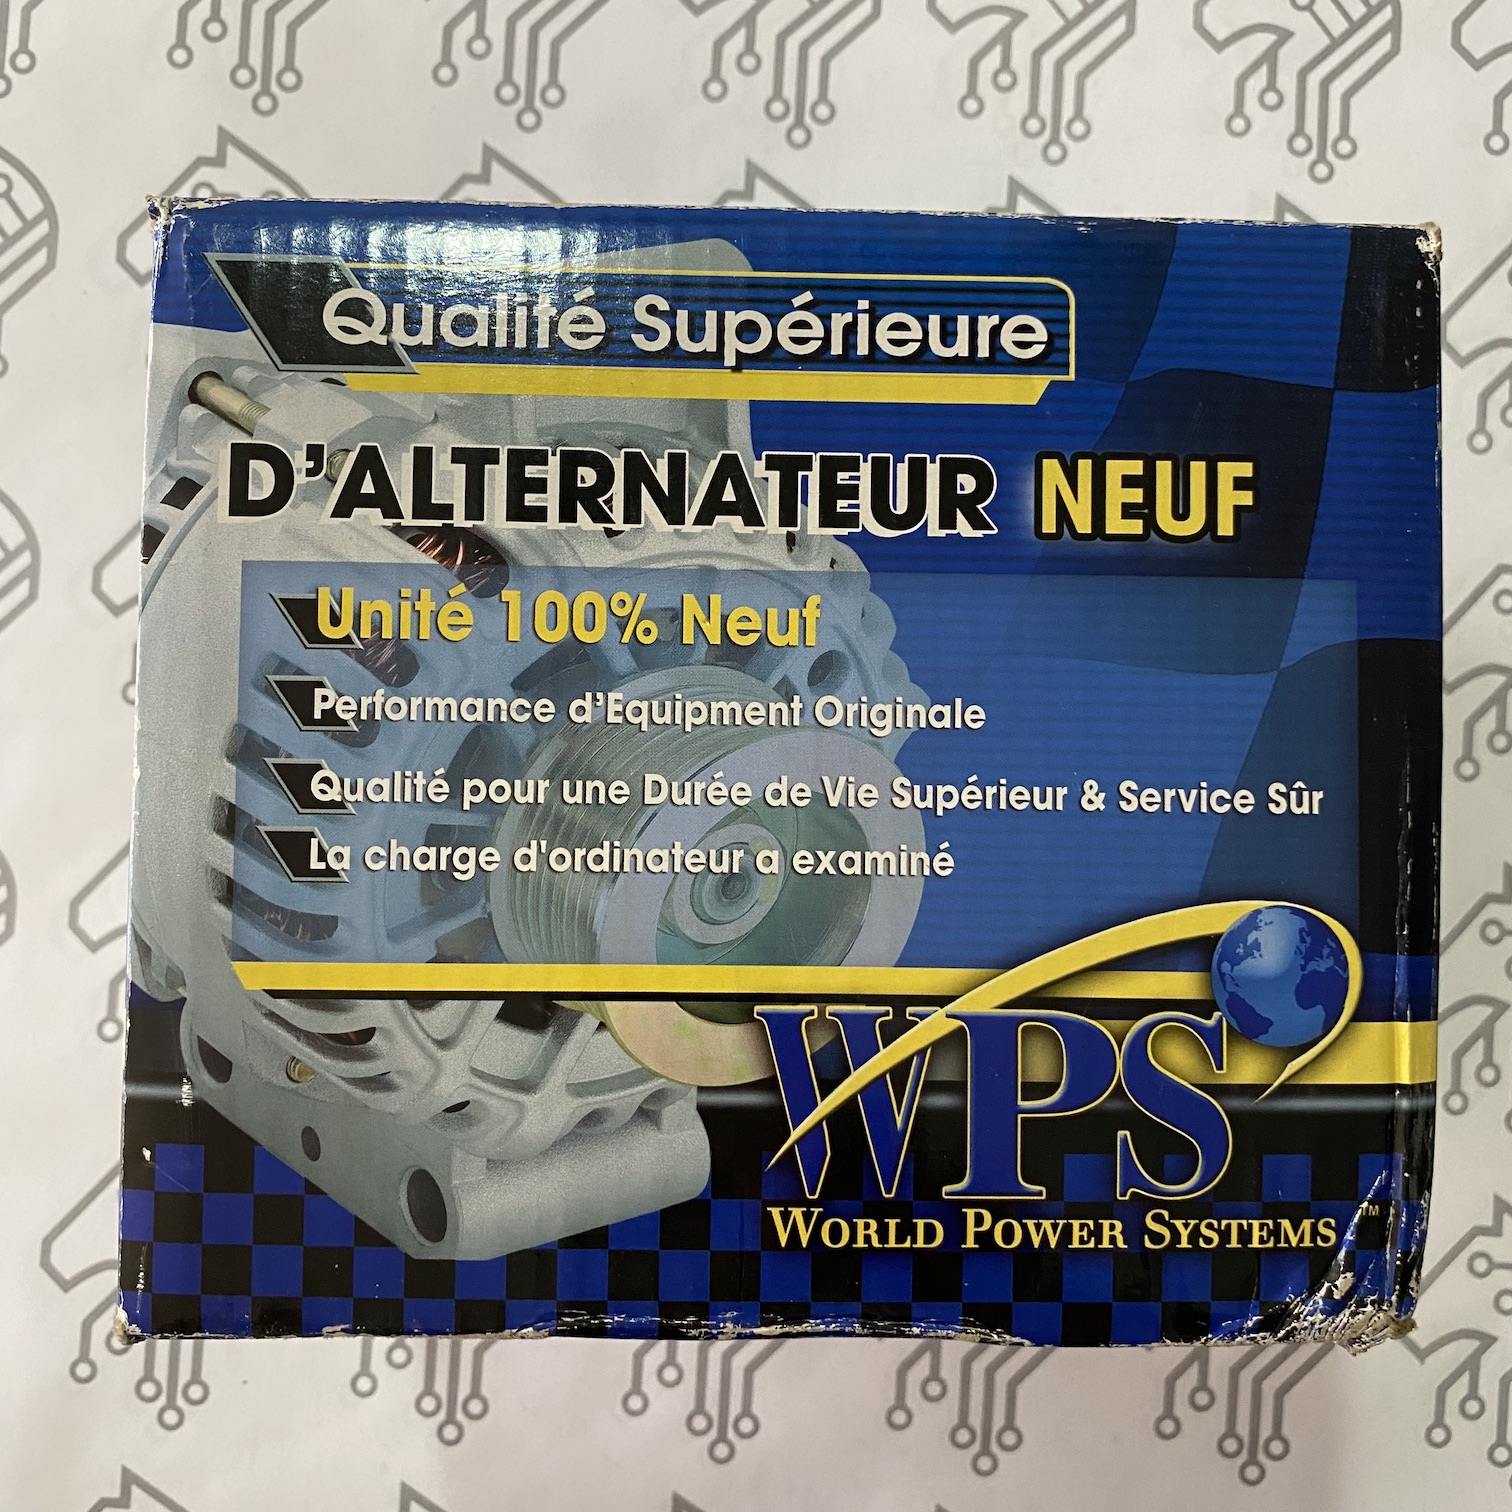 Qualité Supérieure
D'ALTERNATEUR NEUF
Unité 100% Neuf
Performance d'Equipment Originale
Qualité pour une Durée de Vie Supérieur & Service Sûr
La charge d'ordinateur a examiné
WPS
WORLD POWER SYSTEMS TM